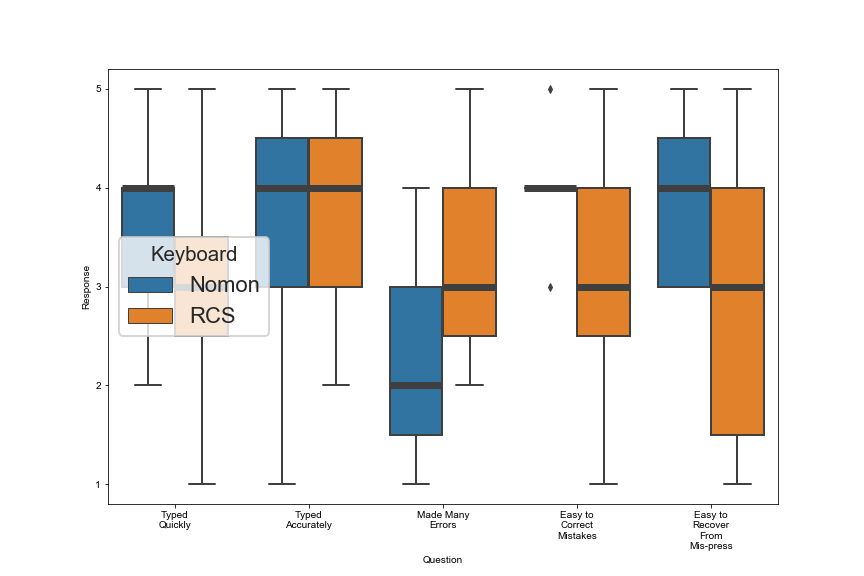 5
4
3
2
1
Response
Keyboard
Nomon
RCS
Typed
Quickly
Typed
Accurately
Made Many
Errors
Easy to
Correct
Mistakes
Easy to
Recover
From
Mis-press
Question